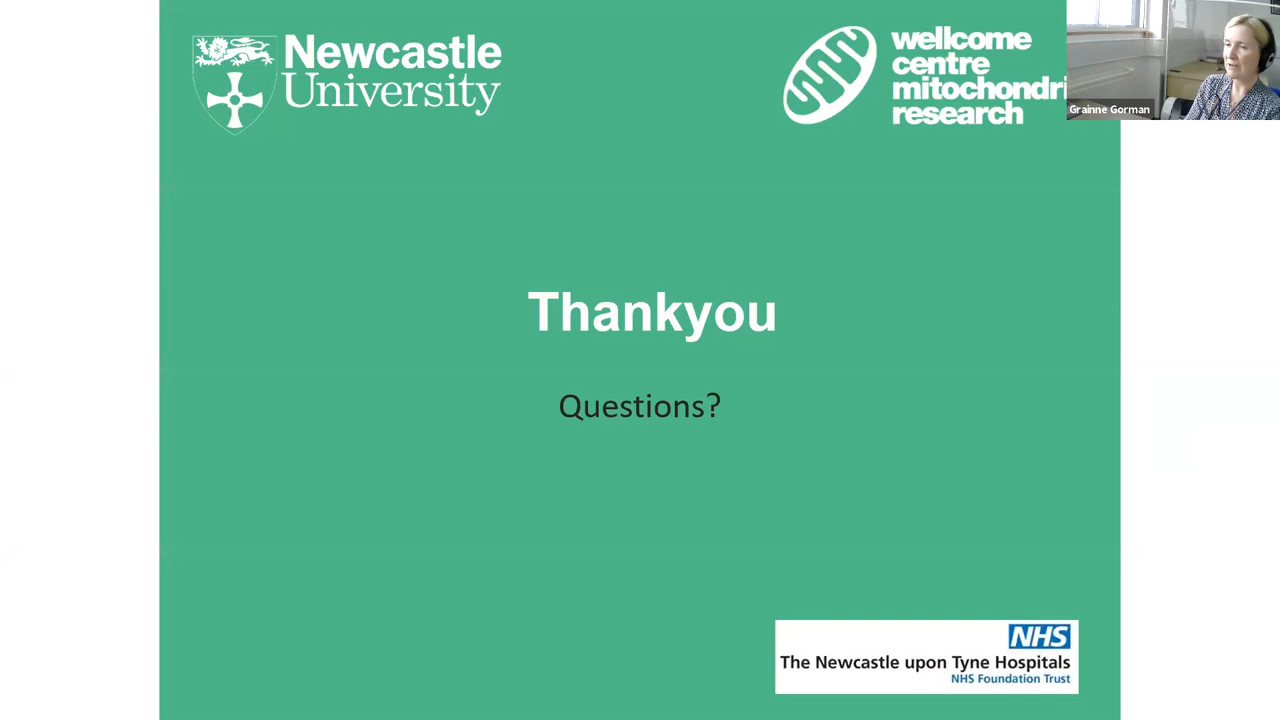 Newcastle
University
wellcome
centre
mitochondri
research
Grainne Gorman
Thankyou
Questions?
NHS
The Newcastle upon Tyne Hospitals
NHS Foundation Trust